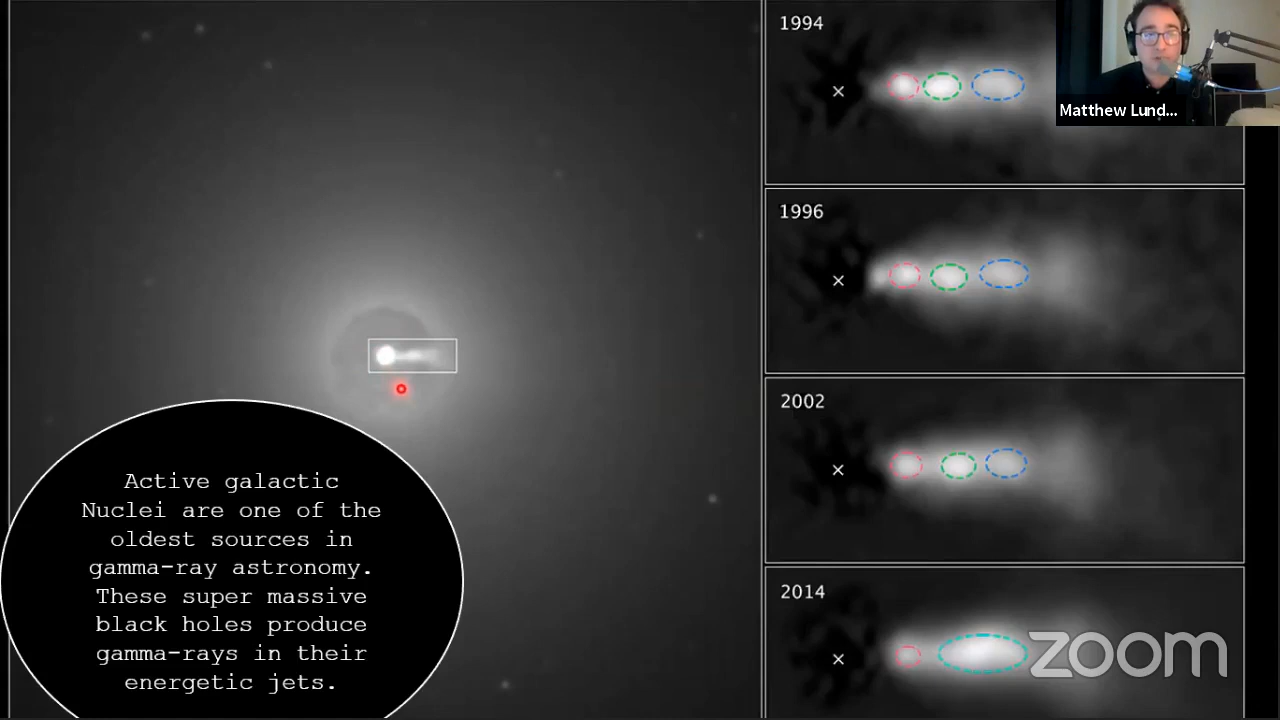 1994
Matthew Lund...
1996
2002
Active galactic
Nuclei are one of the
oldest sources in
gamma-ray astronomy.
These super massive
black holes produce
gamma-rays in their
energetic jets.
2014
zoom